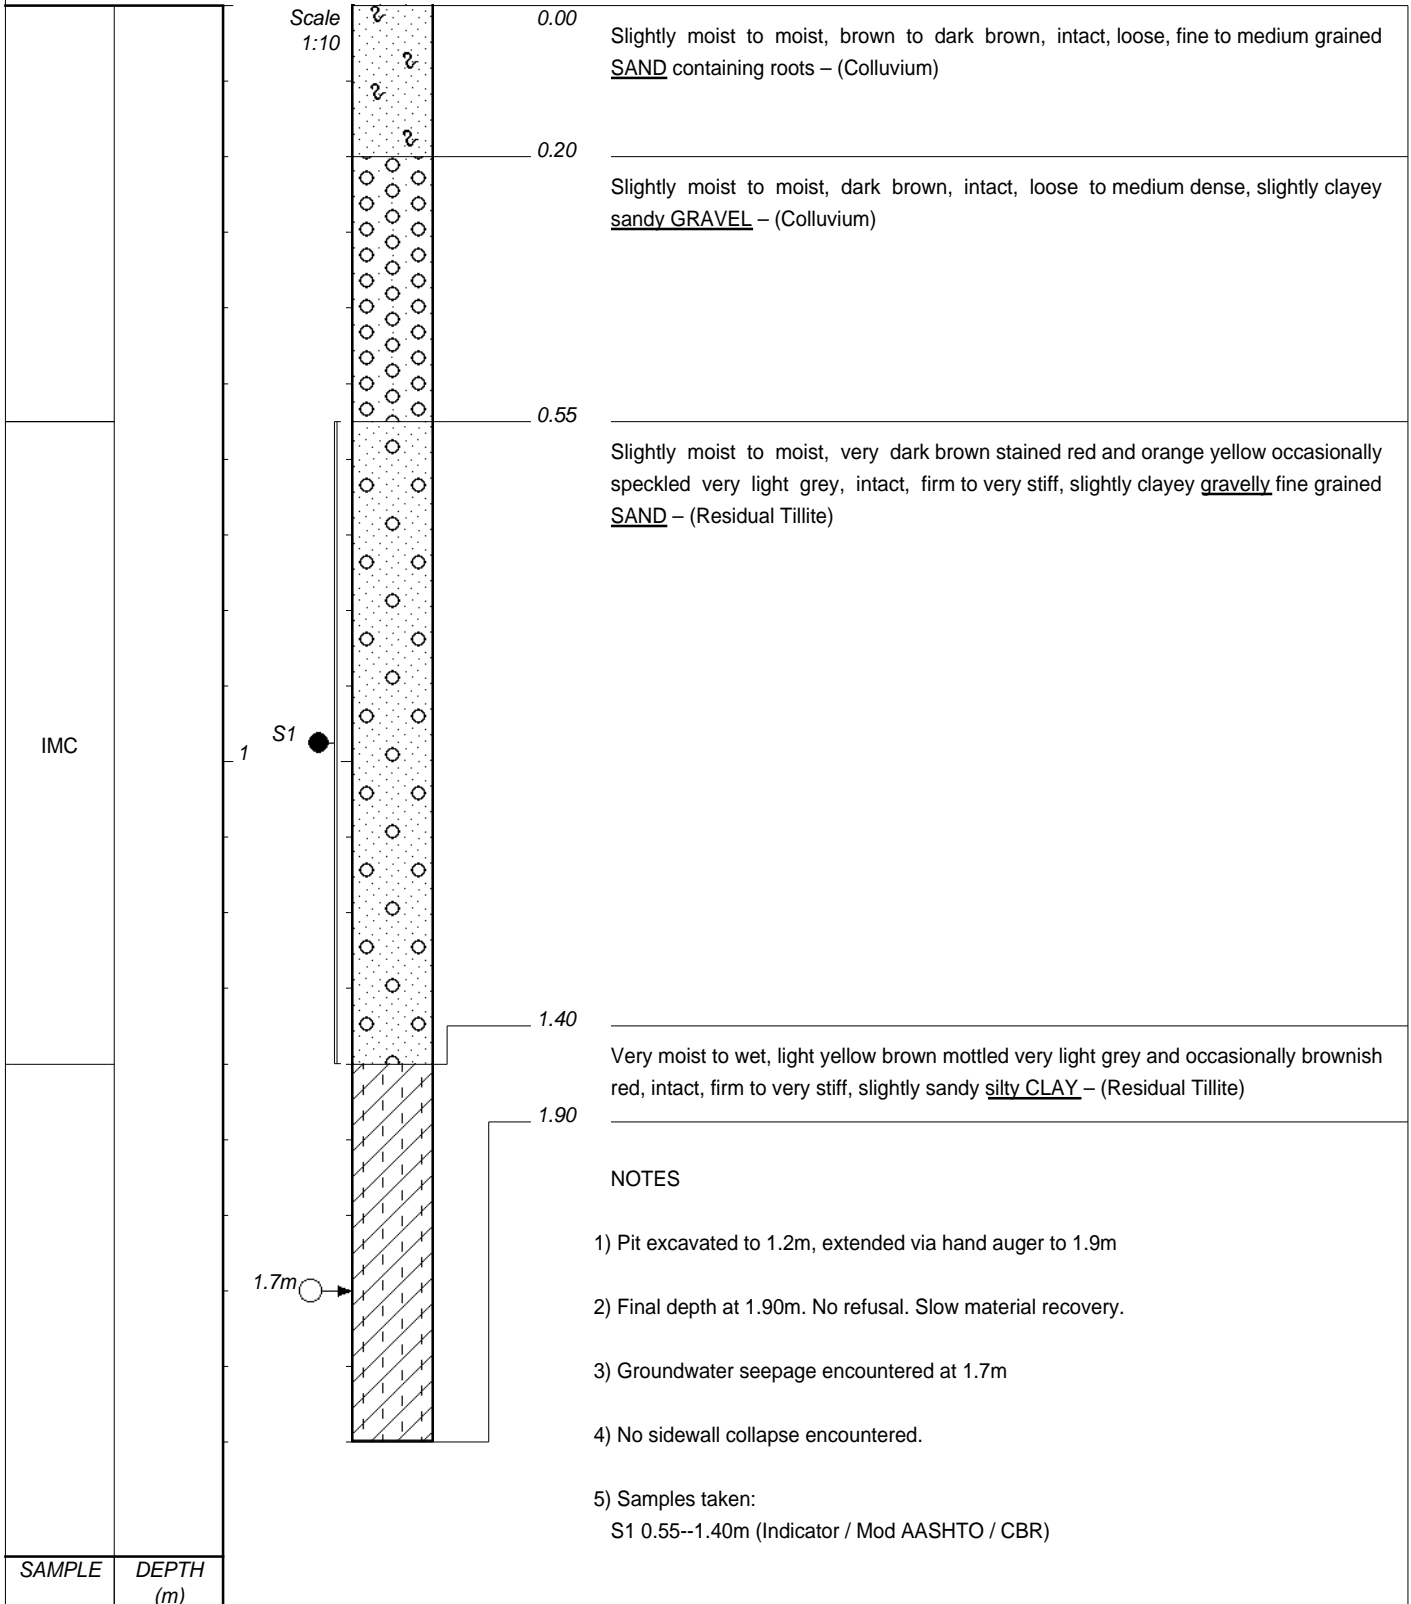 Scale
1:10
0.00
Slightly moist to moist, brown to dark brown, intact, loose, fine to medium grained
SAND containing roots – (Colluvium)
0.20
Slightly moist to moist, dark brown, intact, loose to medium dense, slightly clayey
sandy GRAVEL – (Colluvium)
0.55
Slightly moist to moist, very dark brown stained red and orange yellow occasionally
speckled very light grey, intact, firm to very stiff, slightly clayey gravelly fine grained
SAND – (Residual Tillite)
IMC
1
S1
1.40
Very moist to wet, light yellow brown mottled very light grey and occasionally brownish
red, intact, firm to very stiff, slightly sandy silty CLAY – (Residual Tillite)
1.90
NOTES
1) Pit excavated to 1.2m, extended via hand auger to 1.9m
1.7m
2) Final depth at 1.90m. No refusal. Slow material recovery.
3) Groundwater seepage encountered at 1.7m
4) No sidewall collapse encountered.
5) Samples taken:
S1 0.55--1.40m (Indicator / Mod AASHTO / CBR)
SAMPLE
DEPTH
(m)